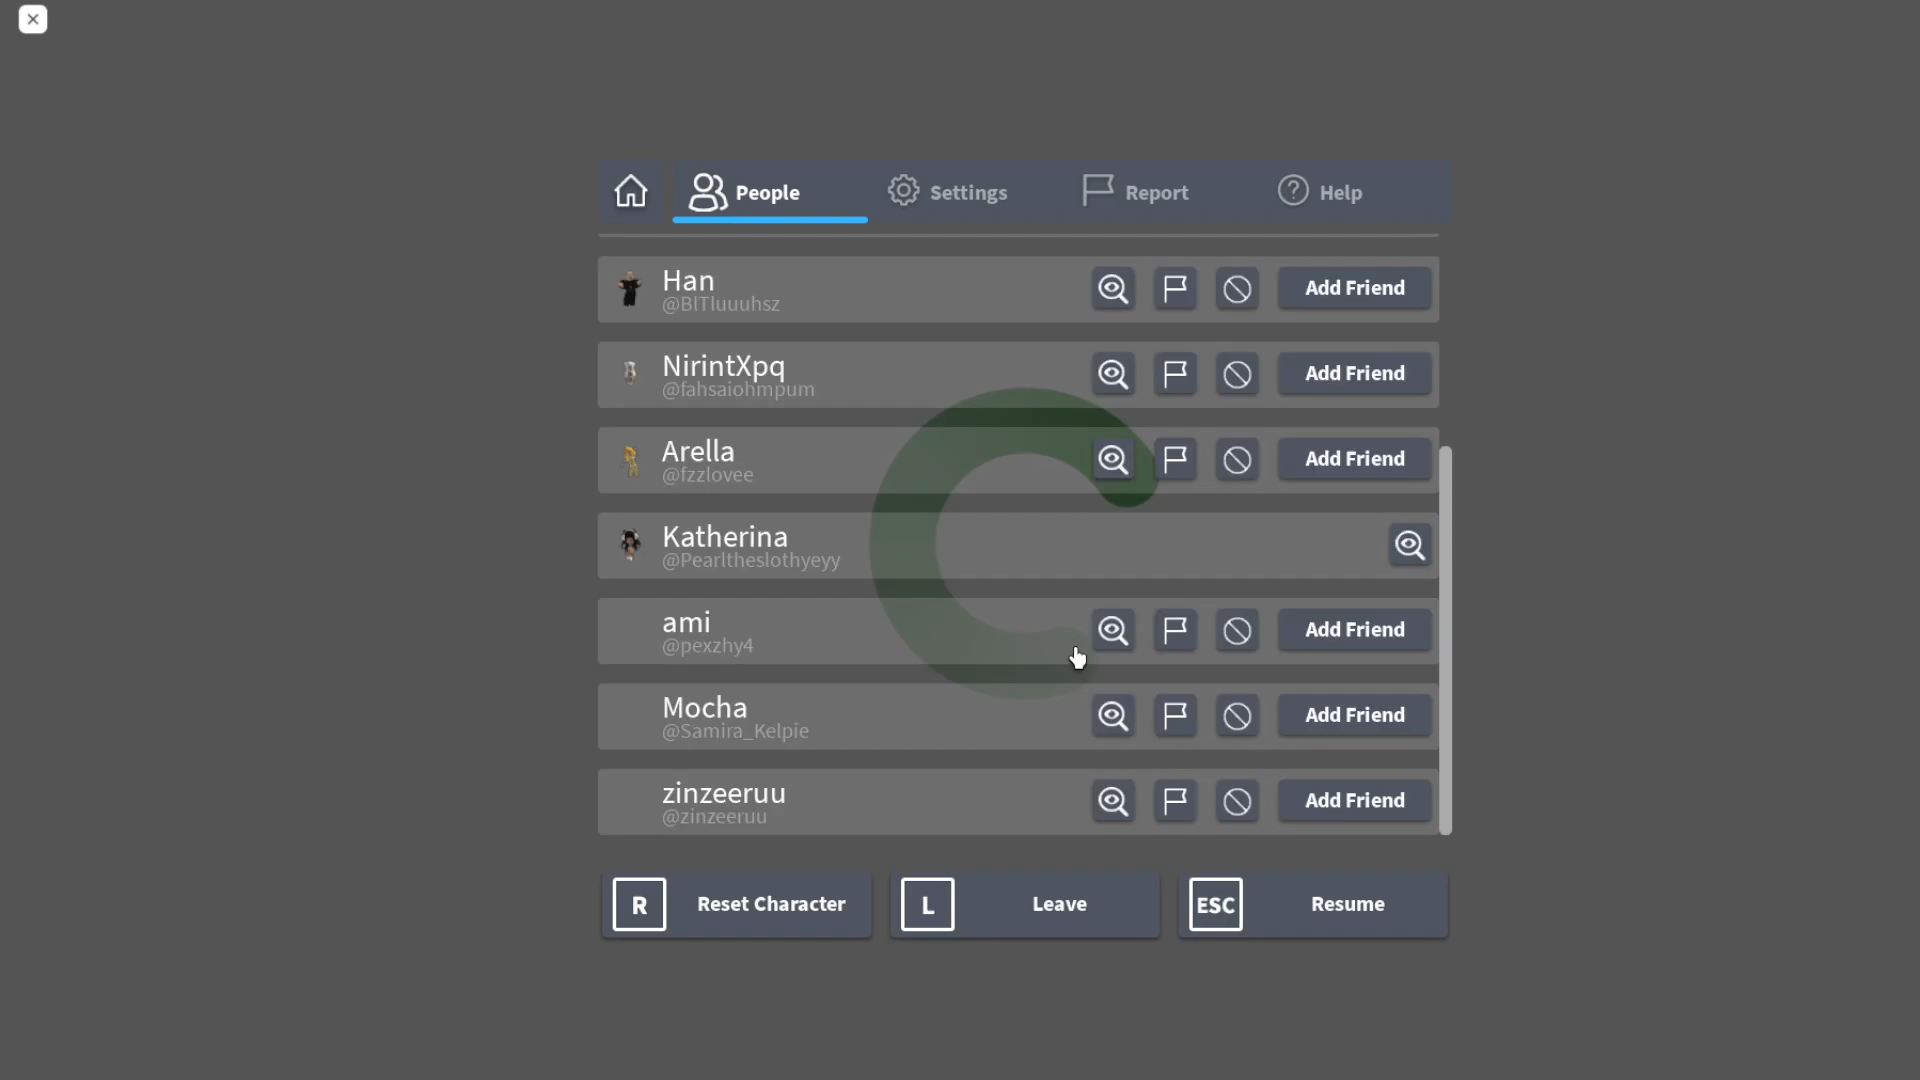 People
Settings
Report
Help
Han
@BlTluuuhsz
Add Friend
NirintXpq
@fahsaiohmpum
Add Friend
Arella
@fzzlovee
Add Friend
Katherina
@Pearltheslothyeyy
ami
@pexzhy4
Add Friend
Mocha
@Samira_Kelpie
Add Friend
zinzeeruu
@zinzeeruu
Add Friend
R Reset Character
L Leave
ESC Resume